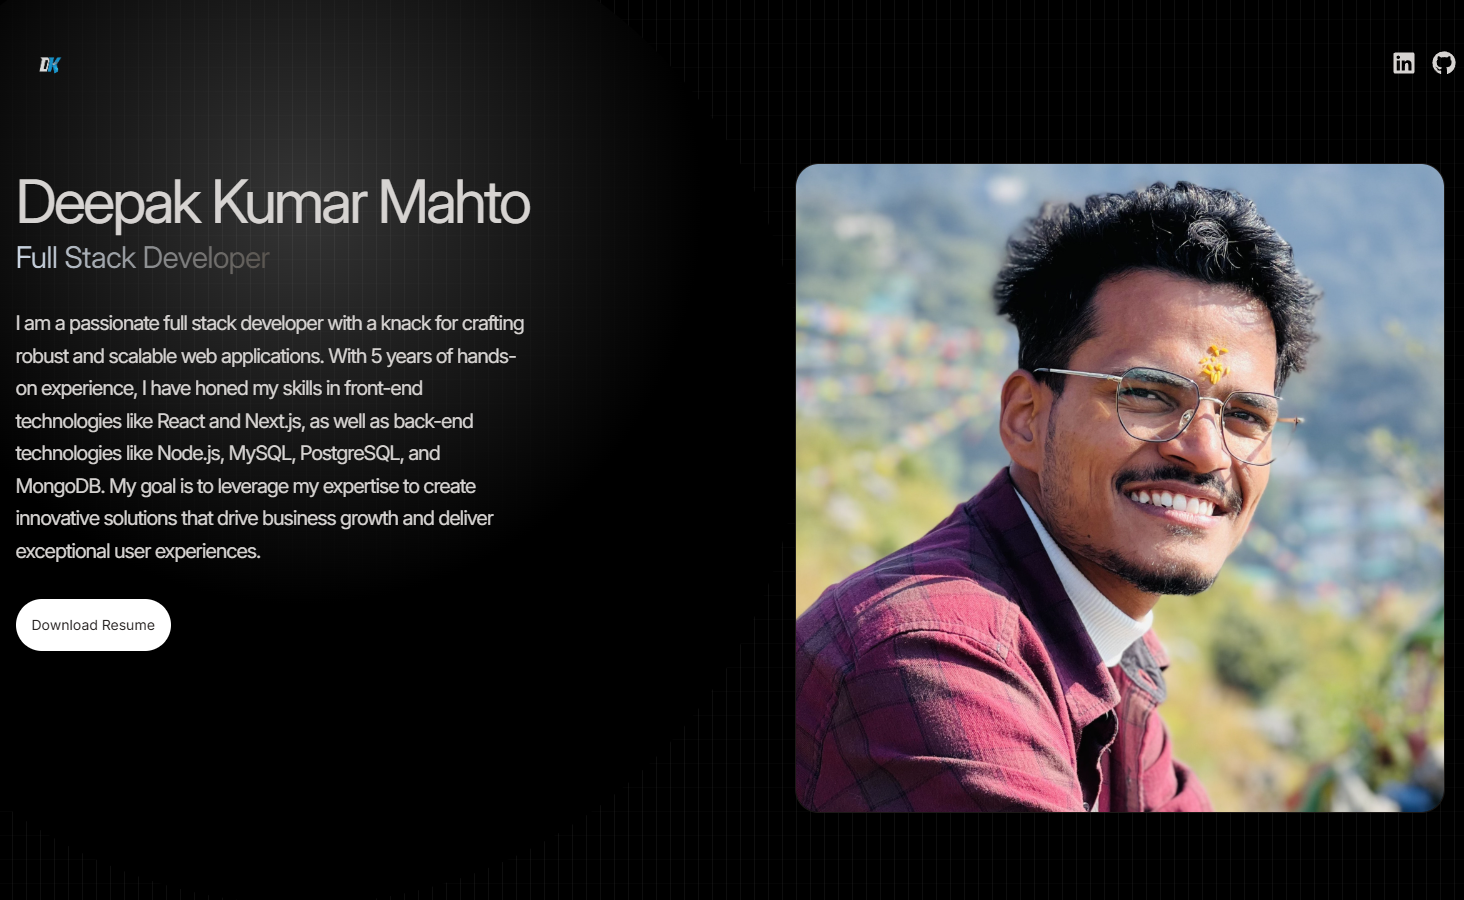 DK
Deepak Kumar Mahto
Full Stack Developer
I am a passionate full stack developer with a knack for crafting
robust and scalable web applications. With 5 years of hands-
on experience, I have honed my skills in front-end
technologies like React and Next.js, as well as back-end
technologies like Node.js, MySQL, PostgreSQL, and
MongoDB. My goal is to leverage my expertise to create
innovative solutions that drive business growth and deliver
exceptional user experiences.
Download Resume